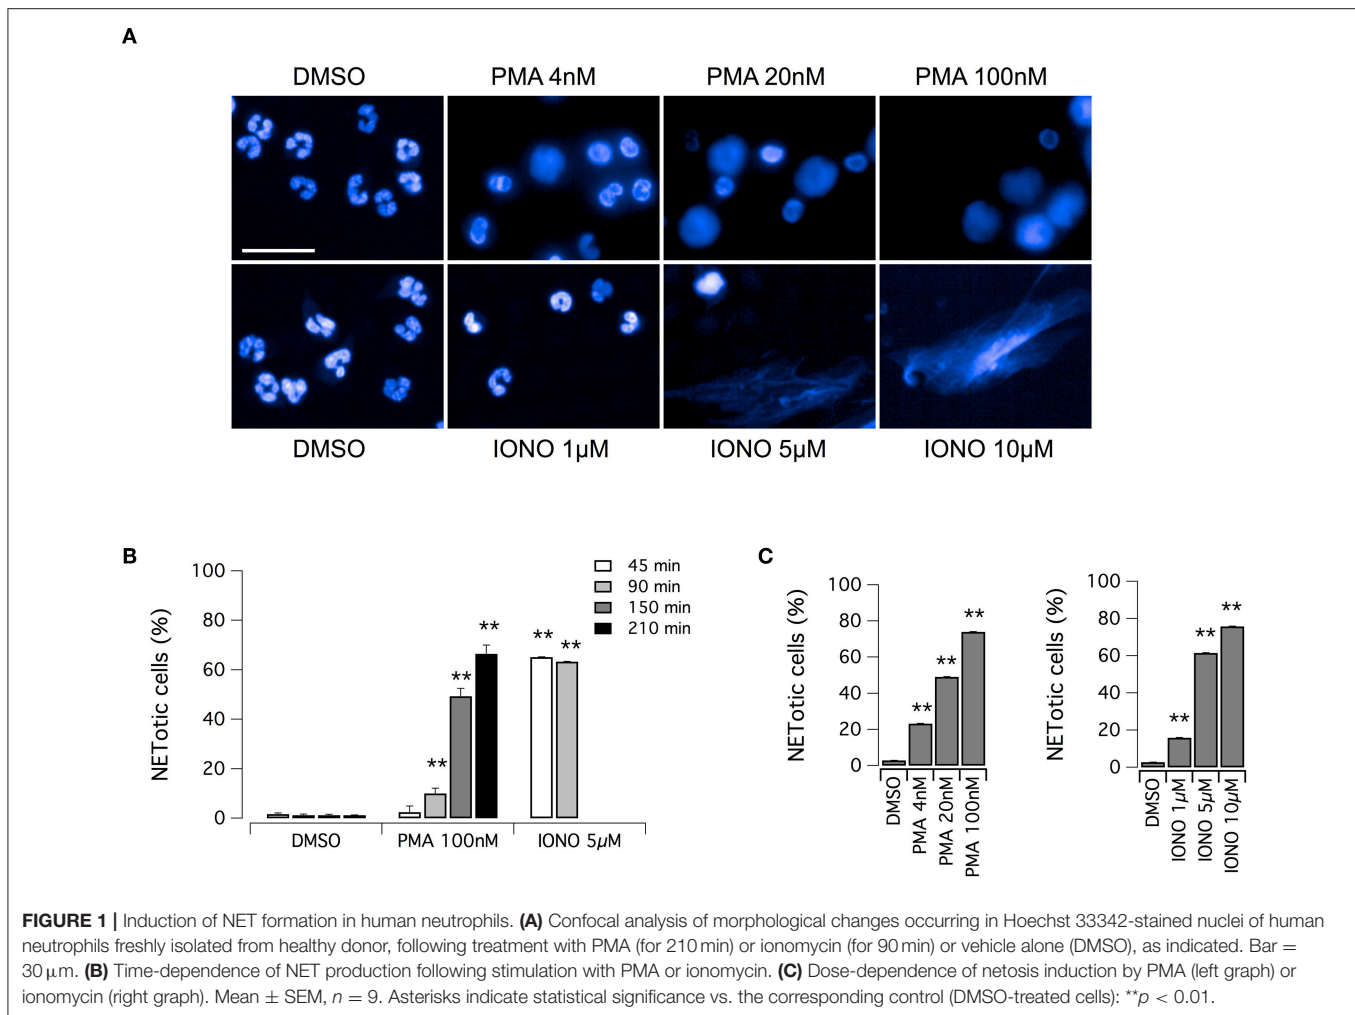 A
DMSO
PMA 4nM
PMA 20nM
PMA 100nM
DMSO
IONO 1µM
IONO 5µM
IONO 10µM
B
NETotic cells (%)
100
80
60
40
20
0
45 min
90 min
150 min
210 min
**
**
**
**
**
DMSO
PMA 100nM
IONO 5µM
C
NETotic cells (%)
100
80
60
40
20
0
**
**
**
DMSO
PMA 4nM
PMA 20nM
PMA 100nM
NETotic cells (%)
100
80
60
40
20
0
**
**
**
DMSO
IONO 1µM
IONO 5µM
IONO 10µM
FIGURE 1 | Induction of NET formation in human neutrophils. (A) Confocal analysis of morphological changes occurring in Hoechst 33342-stained nuclei of human
neutrophils freshly isolated from healthy donor, following treatment with PMA (for 210 min) or ionomycin (for 90 min) or vehicle alone (DMSO), as indicated. Bar =
30 µm. (B) Time-dependence of NET production following stimulation with PMA or ionomycin. (C) Dose-dependence of netosis induction by PMA (left graph) or
ionomycin (right graph). Mean ± SEM, n = 9. Asterisks indicate statistical significance vs. the corresponding control (DMSO-treated cells): **p < 0.01.